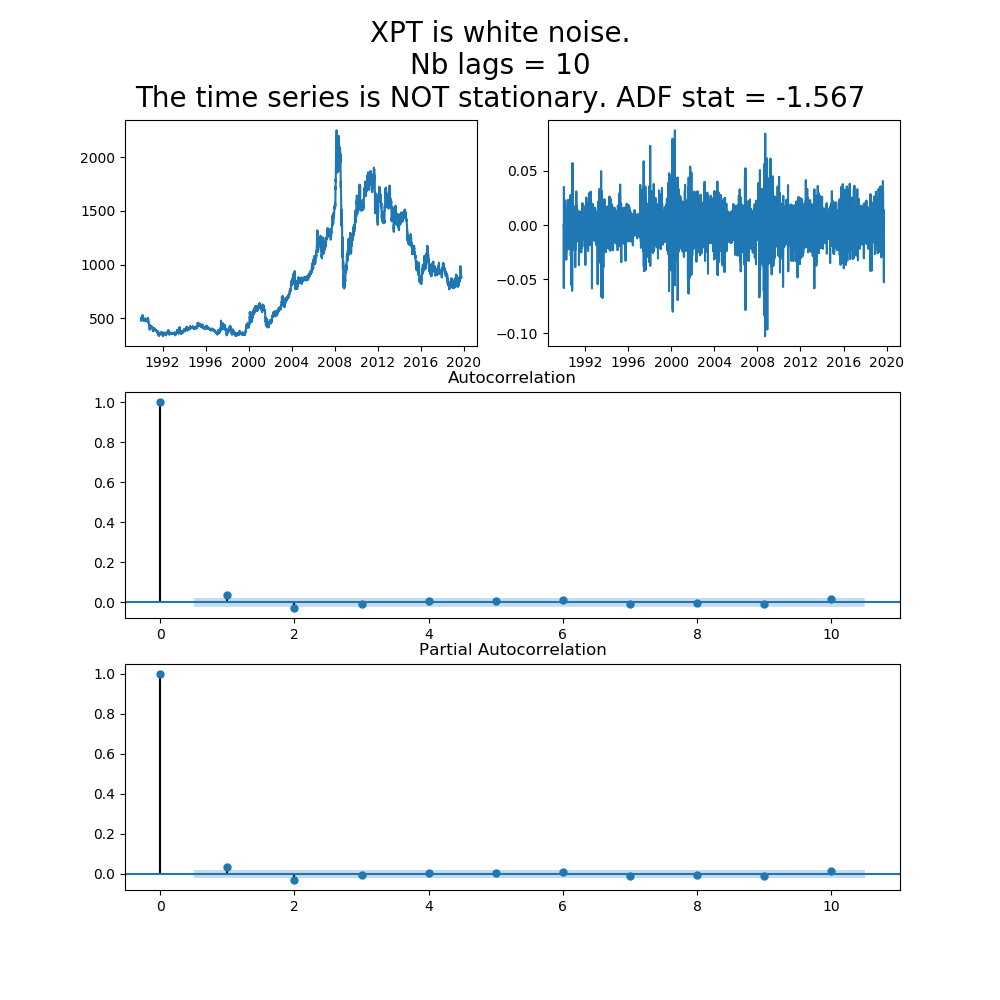 XPT is white noise.
Nb lags = 10
The time series is NOT stationary. ADF stat = -1.567
2000
1500
1000
500
1992 1996 2000 2004 2008 2012 2016 2020
0.05
0.00
−0.05
−0.10
1992 1996 2000 2004 2008 2012 2016 2020
Autocorrelation
1.0
0.8
0.6
0.4
0.2
0.0
0 2 4 6 8 10
Partial Autocorrelation
1.0
0.8
0.6
0.4
0.2
0.0
0 2 4 6 8 10